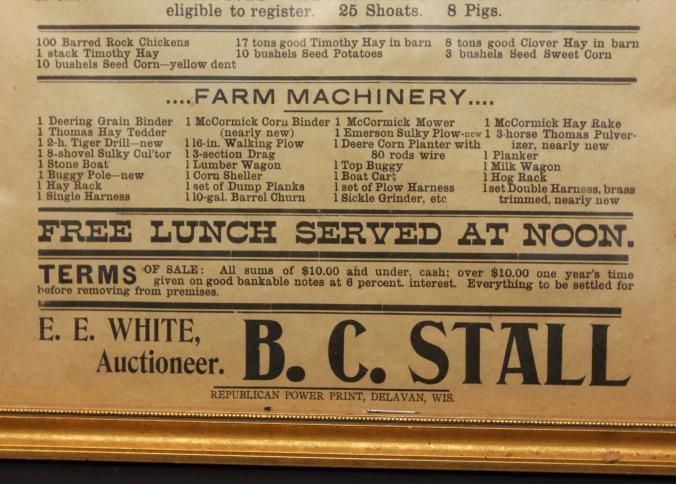 eligible to register. 25 Shoats. 8 Pigs.
100 Barred Rock Chickens 17 tons good Timothy Hay in barn 8 tons good Clover Hay in barn
1 stack Timothy Hay 10 bushels Seed Potatoes 3 bushels Seed Sweet Corn
10 bushels Seed Corn—yellow dent
....FARM MACHINERY....
1 Deering Grain Binder
1 Thomas Hay Tedder
1 2-h. Tiger Drill—new
1 8-shovel Sulky Cul'tor
1 Stone Boat
1 Buggy Pole—new
1 Hay Rack
1 Single Harness
1 McCormick Corn Binder
(nearly new)
1 16-in. Walking Plow
1 3-section Drag
1 Lumber Wagon
1 Corn Sheller
1 set of Dump Planks
1 10-gal. Barrel Churn
1 McCormick Mower
1 Emerson Sulky Plow-new
1 Deere Corn Planter with
80 rods wire
1 Top Buggy
1 Boat Cart
1 set of Plow Harness
1 Sickle Grinder, etc
1 McCormick Hay Rake
1 3-horse Thomas Pulver-
izer, nearly new
1 Planker
1 Milk Wagon
1 Hog Rack
1 set Double Harness, brass
trimmed, nearly new
FREE LUNCH SERVED AT NOON.
TERMS OF SALE: All sums of $10.00 and under, cash; over $10.00 one year's time
given on good bankable notes at 6 percent. interest. Everything to be settled for
before removing from premises.
E. E. WHITE,
Auctioneer.
B. C. STALL
REPUBLICAN POWER PRINT, DELAVAN, WIS.